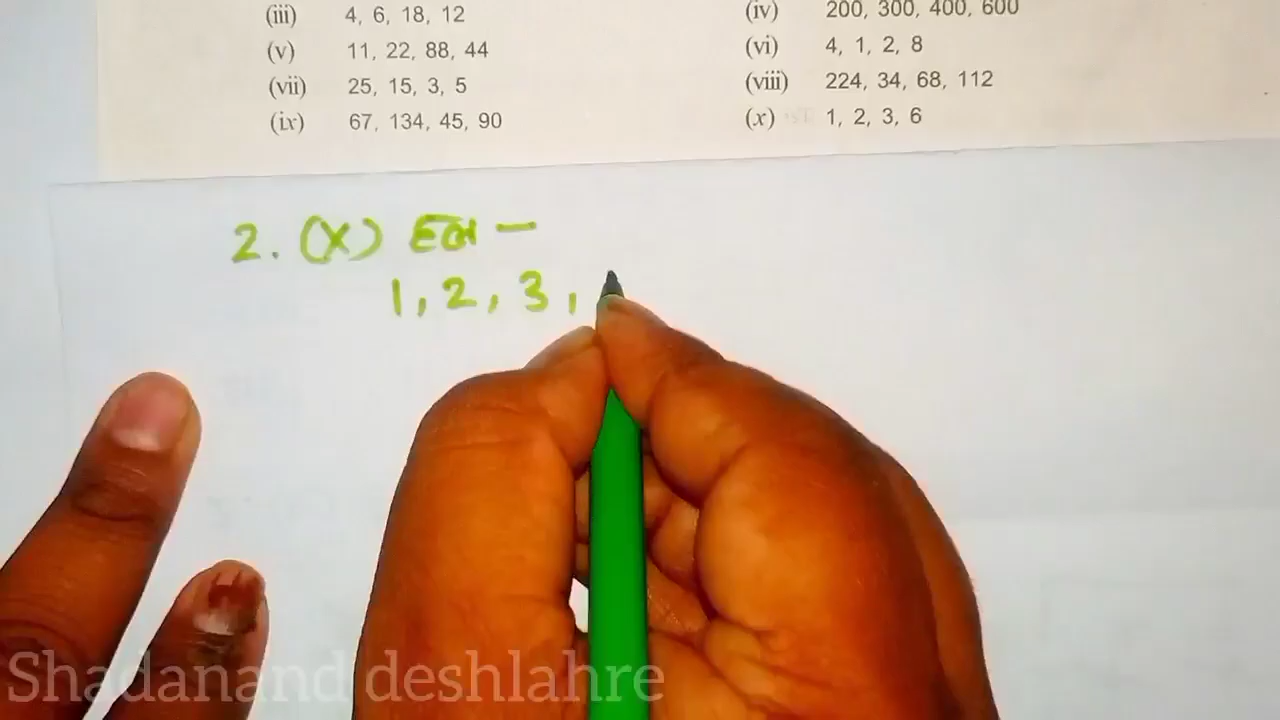 (iii) 4, 6, 18, 12 (iv) 200, 300, 400, 600
(v) 11, 22, 88, 44 (vi) 4, 1, 2, 8
(vii) 25, 15, 3, 5 (viii) 224, 34, 68, 112
(ix) 67, 134, 45, 90 (x) 1, 2, 3, 6
2. (x) हल –
1, 2, 3,
Shadanand deshlahre